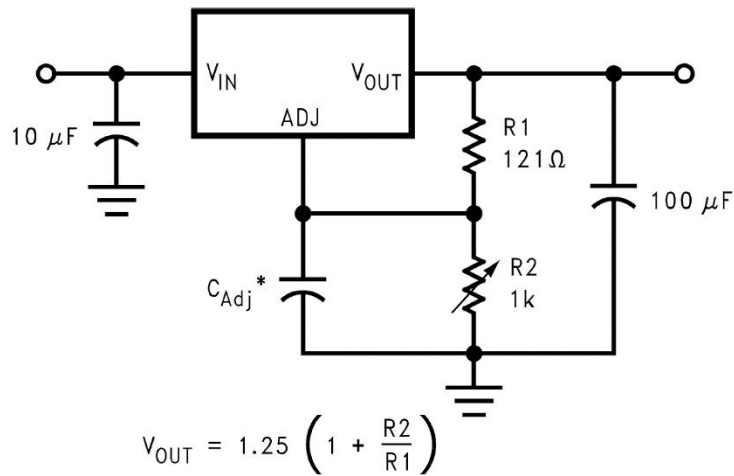 V_IN
V_OUT
ADJ
10 µF
R1
121Ω
100 µF
C_Adj*
R2
1k
V_OUT = 1.25 (1 + R2/R1)